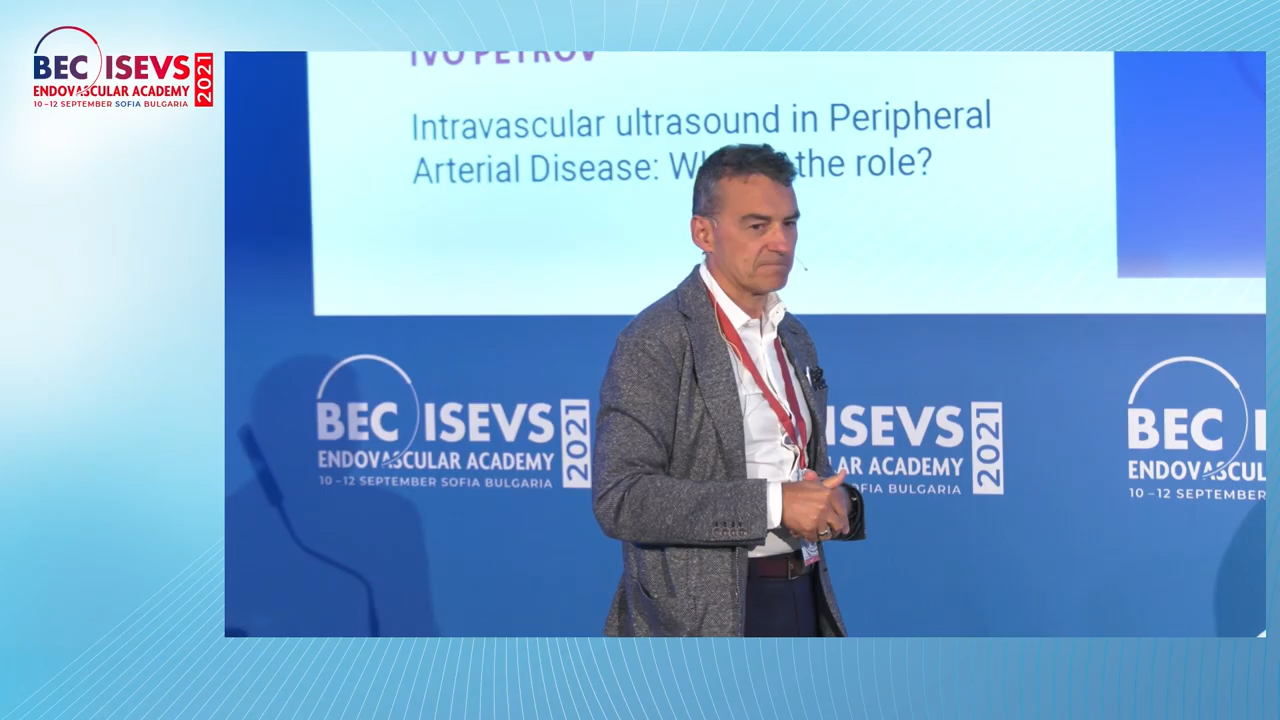 BEC ISEVS 2021
ENDOVASCULAR ACADEMY
10–12 SEPTEMBER SOFIA BULGARIA
IVO PETROV
Intravascular ultrasound in Peripheral
Arterial Disease: the role?
BEC ISEVS 2021
ENDOVASCULAR ACADEMY
10–12 SEPTEMBER SOFIA BULGARIA
ISEVS 2021
AR ACADEMY
OFIA BULGARIA
BEC I
ENDOVASCUL
10–12 SEPTEMBER